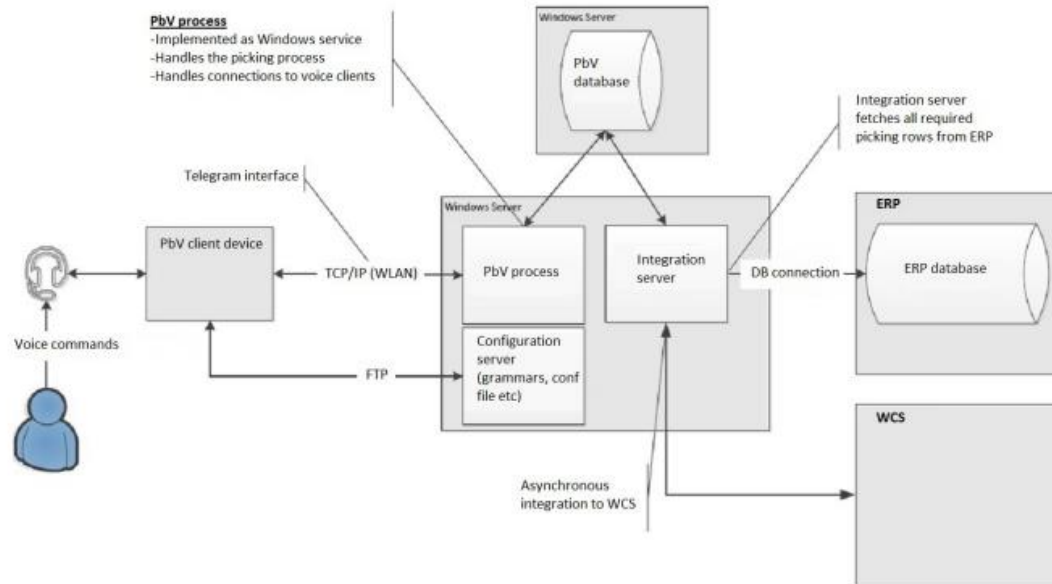 PbV process
-Implemented as Windows service
-Handles the picking process
-Handles connections to voice clients
Windows Server
PbV
database
Integration server
fetches all required
picking rows from ERP
Telegram interface
Windows Server
PbV client device
TCP/IP (WLAN)
PbV process
Integration
server
DB connection
ERP
ERP database
Voice commands
FTP
Configuration
server
(grammars, conf
file etc)
WCS
Asynchronous
integration to WCS